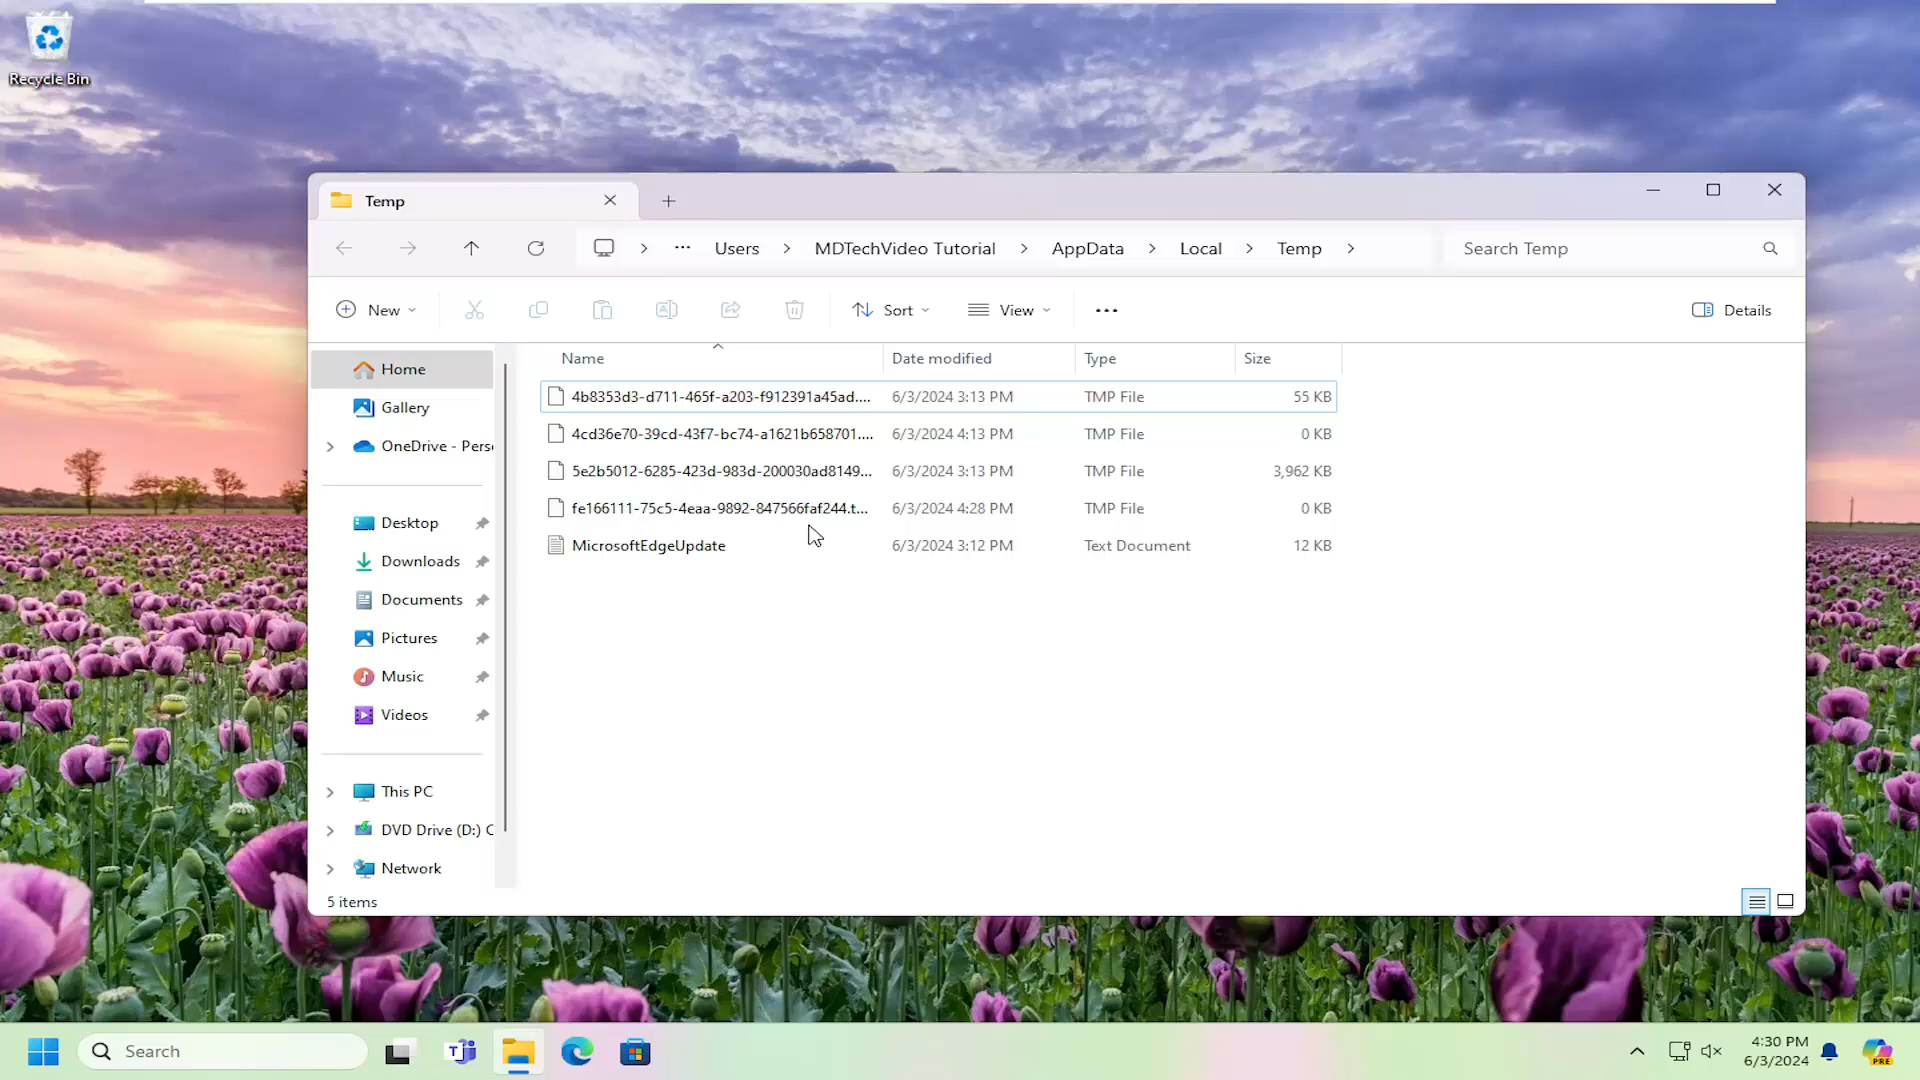 Recycle Bin
Temp
Users
MDTechVideo Tutorial
AppData
Local
Temp
Search Temp
New
Sort
View
Details
Name Date modified Type Size
4b8353d3-d711-465f-a203-f912391a45ad.... 6/3/2024 3:13 PM TMP File 55 KB
4cd36e70-39cd-43f7-bc74-a1621b658701.... 6/3/2024 4:13 PM TMP File 0 KB
5e2b5012-6285-423d-983d-200030ad8149... 6/3/2024 3:13 PM TMP File 3,962 KB
fe166111-75c5-4eaa-9892-847566faf244.t... 6/3/2024 4:28 PM TMP File 0 KB
MicrosoftEdgeUpdate 6/3/2024 3:12 PM Text Document 12 KB
Home
Gallery
OneDrive - Perso
Desktop
Downloads
Documents
Pictures
Music
Videos
This PC
DVD Drive (D:) C
Network
5 items
Search
4:30 PM
6/3/2024
PRE